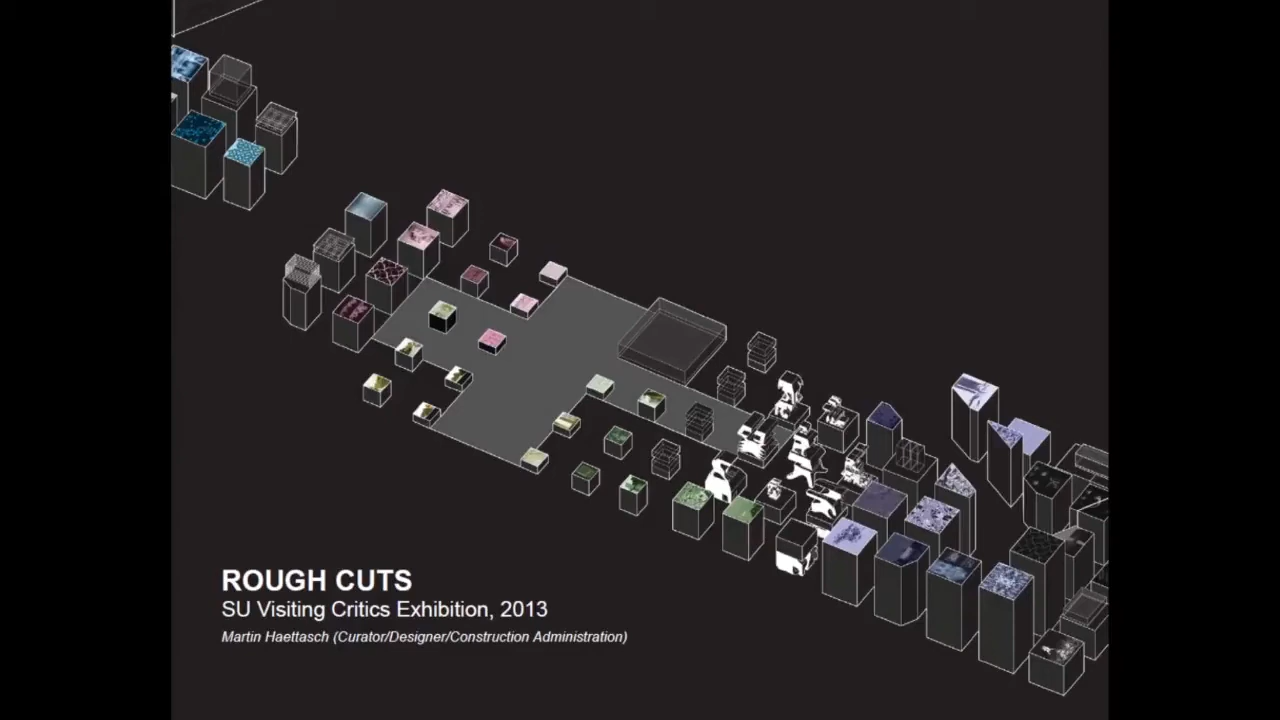 ROUGH CUTS
SU Visiting Critics Exhibition, 2013
Martin Haettasch (Curator/Designer/Construction Administration)